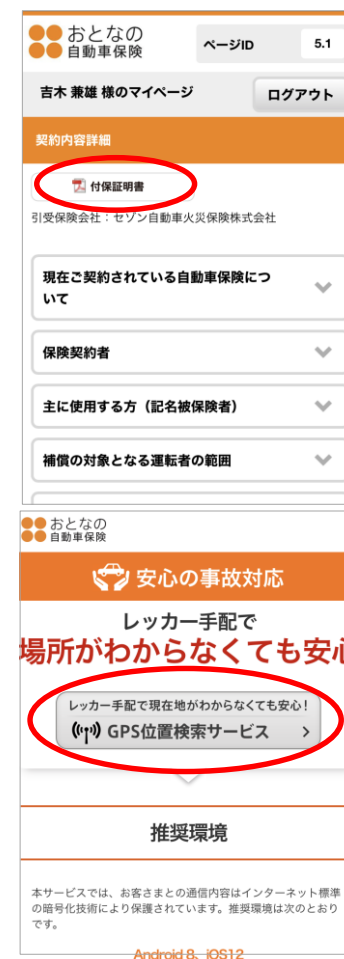 おとなの
自動車保険
ページID 5.1
吉木 兼雄 様のマイページ ログアウト
契約内容詳細
付保証明書
引受保険会社：セゾン自動車火災保険株式会社
現在ご契約されている自動車保険につ
いて
保険契約者
主に使用する方（記名被保険者）
補償の対象となる運転者の範囲
おとなの
自動車保険
安心の事故対応
レッカー手配で
場所がわからなくても安心
レッカー手配で現在地がわからなくても安心！
GPS位置検索サービス
推奨環境
本サービスでは、お客さまとの通信内容はインターネット標準
の暗号化技術により保護されています。推奨環境は次のとおり
です。
Android 8、iOS12